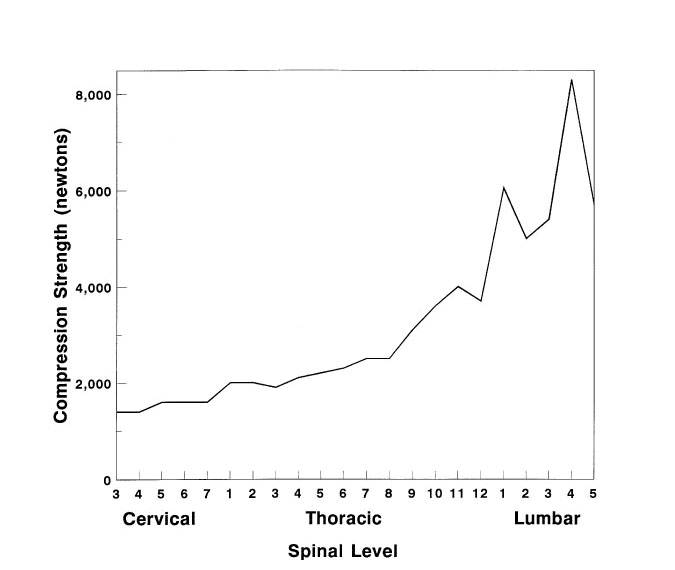 Compression Strength (newtons)
8,000
6,000
4,000
2,000
0
3 4 5 6 7 1 2 3 4 5 6 7 8 9 10 11 12 1 2 3 4 5
Cervical Thoracic Lumbar
Spinal Level